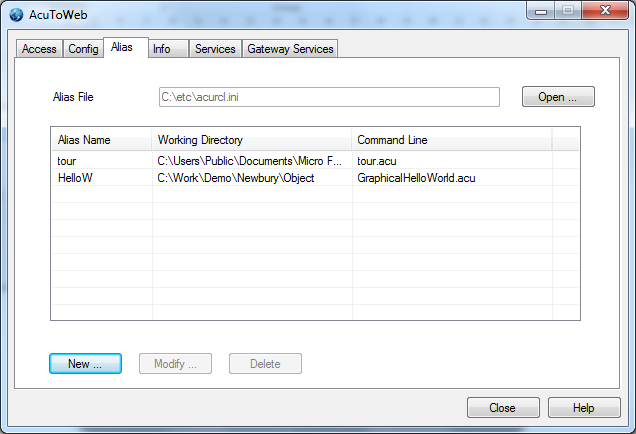 AcuToWeb
Access Config Alias Info Services Gateway Services
Alias File C:\etc\acurcl.ini Open ...
Alias Name Working Directory Command Line
tour C:\Users\Public\Documents\Micro F... tour.acu
HelloW C:\Work\Demo\Newbury\Object GraphicalHelloWorld.acu
New ... Modify ... Delete
Close Help